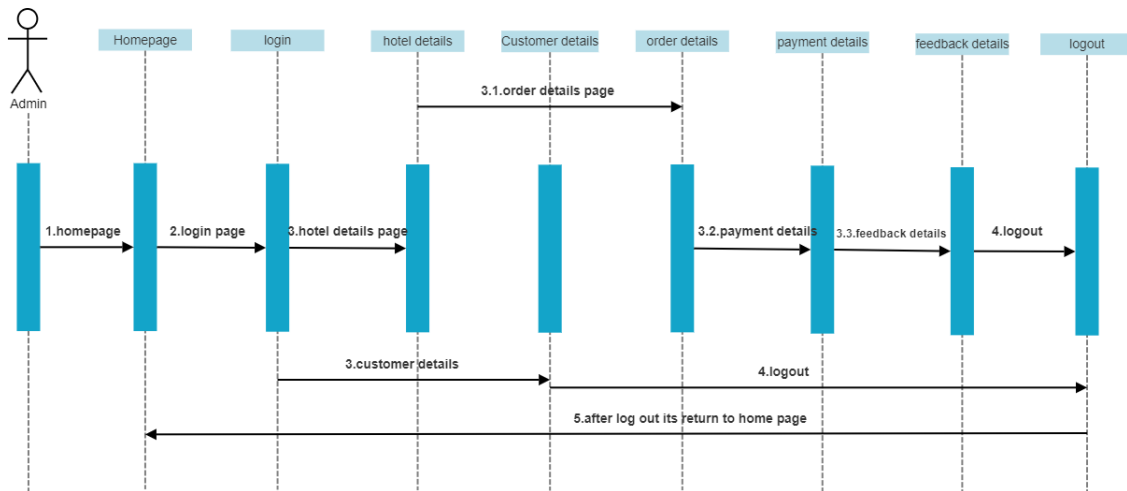 Homepage
login
hotel details
Customer details
order details
payment details
feedback details
logout
Admin
3.1.order details page
1.homepage
2.login page
3.hotel details page
3.2.payment details
3.3.feedback details
4.logout
3.customer details
4.logout
5.after log out its return to home page